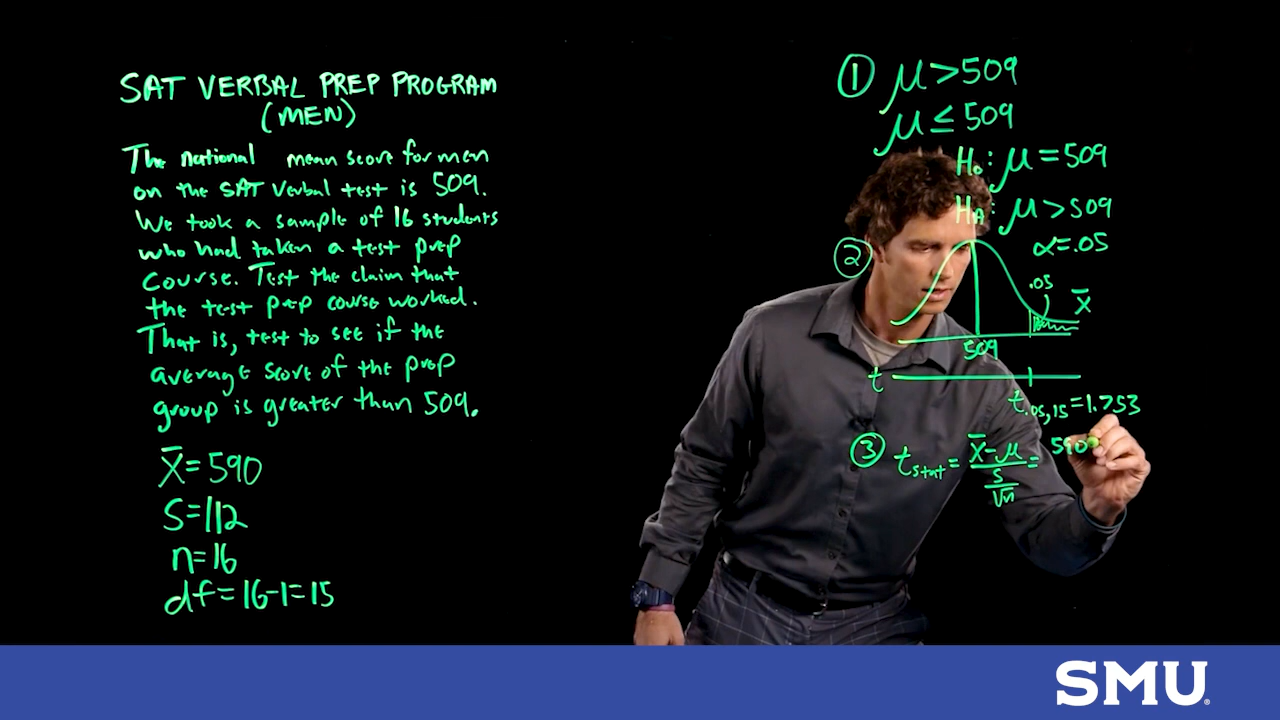 SAT VERBAL PREP PROGRAM
(MEN)
The national mean score for men
on the SAT Verbal test is 509.
We took a sample of 16 students
who had taken a test prep
course. Test the claim that
the test prep course worked.
That is, test to see if the
average score of the prep
group is greater than 509.
x̄=590
S=112
n=16
df=16-1=15
① μ>509
μ≤509
H₀: μ=509
H_A: μ>509
α=.05
②
.05
x̄
509
t
t.05,15=1.753
③ t_stat = (x̄-μ)/(s/√n) = 590
SMU